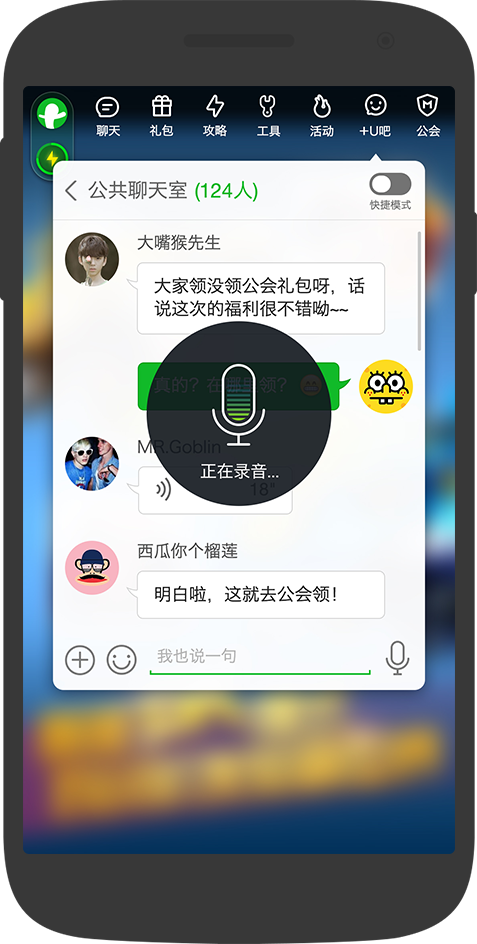 聊天 礼包 攻略 工具 活动 +U吧 公会
公共聊天室 (124人)
快捷模式
大嘴猴先生
大家领没领公会礼包呀，话
说这次的福利很不错呦~~
真的？在哪里领？
MR.Goblin
18"
正在录音...
西瓜你个榴莲
明白啦，这就去公会领！
我也说一句